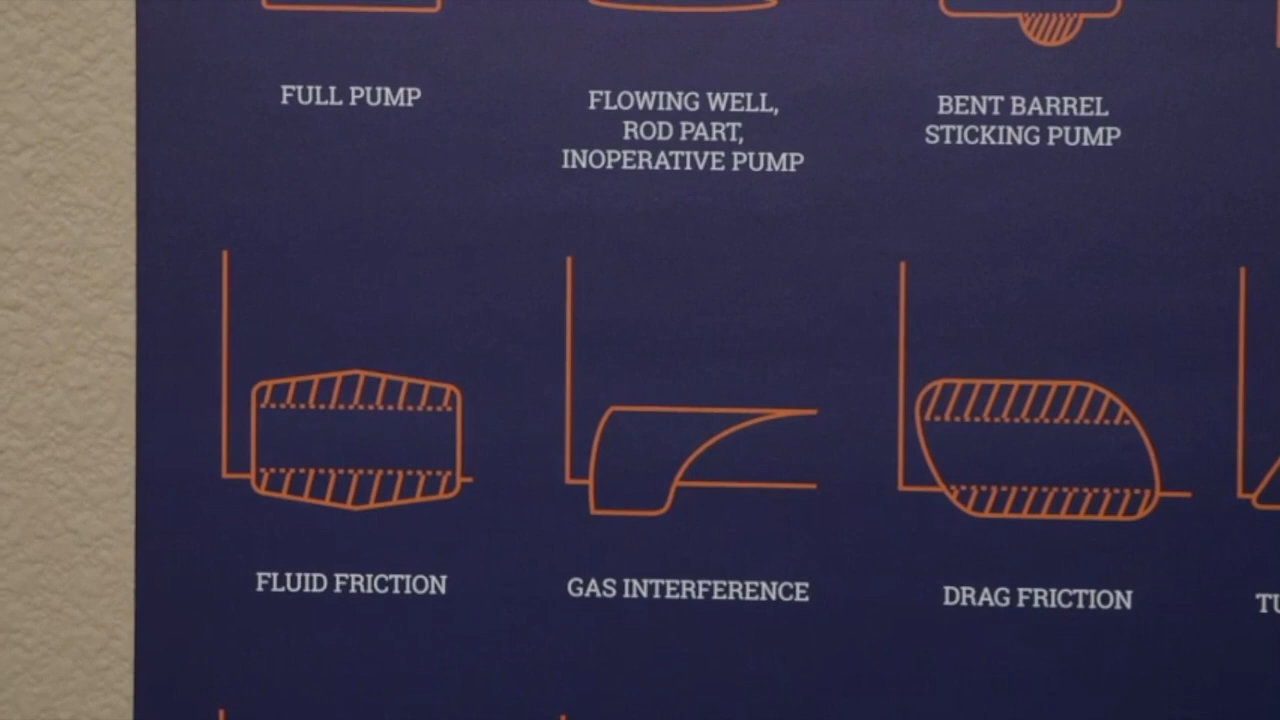 FULL PUMP
FLOWING WELL,
ROD PART,
INOPERATIVE PUMP
BENT BARREL
STICKING PUMP
FLUID FRICTION
GAS INTERFERENCE
DRAG FRICTION